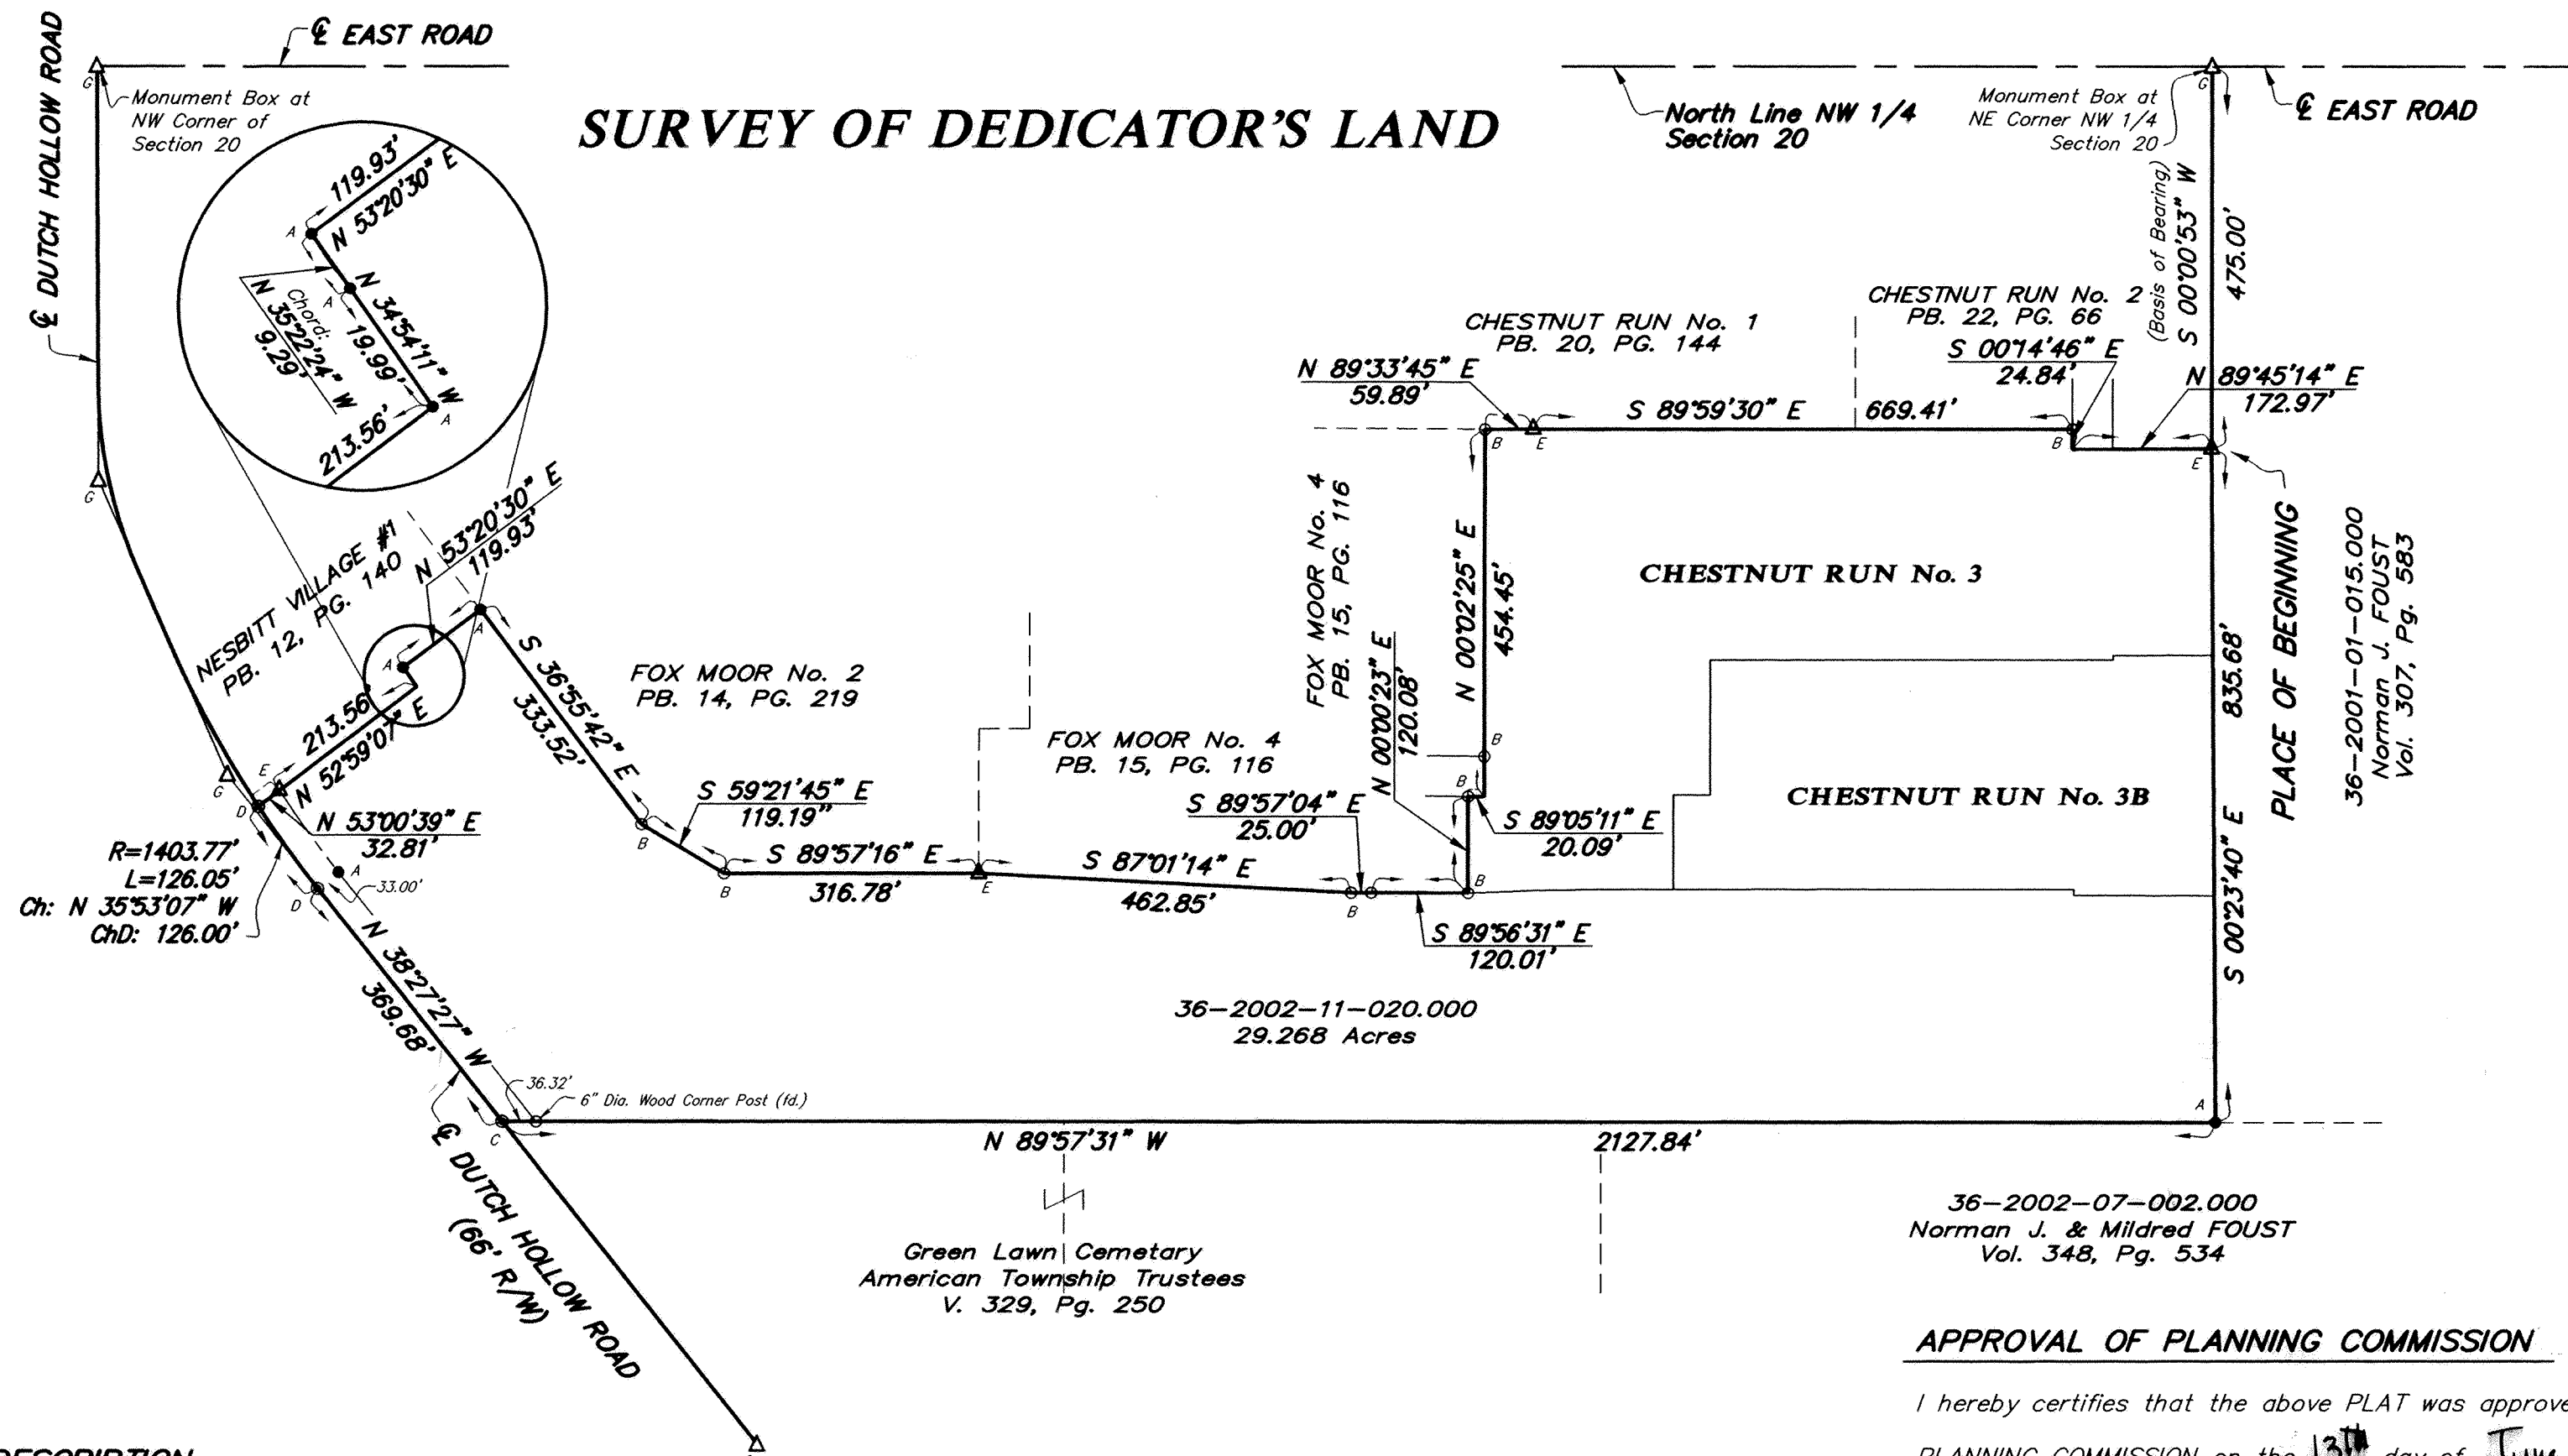 ℄ EAST ROAD
℄ DUTCH HOLLOW ROAD
G
Monument Box at
NW Corner of
Section 20
SURVEY OF DEDICATOR'S LAND
North Line NW 1/4
Section 20
Monument Box at
NE Corner NW 1/4
Section 20
G
℄ EAST ROAD
(Basis of Bearing)
S 00°00'53" W
475.00'
119.93'
N 53°20'30" E
A
A
N 34°54'11" W
19.99'
Chord:
N 35°22'24" W
9.29'
A
213.56'
G
CHESTNUT RUN No. 1
PB. 20, PG. 144
CHESTNUT RUN No. 2
PB. 22, PG. 66
N 89°33'45" E
59.89'
S 89°59'30" E 669.41'
S 00°14'46" E
24.84'
N 89°45'14" E
172.97'
B
E
B
E
PLACE OF BEGINNING
36-2001-01-015.000
Norman J. FOUST
Vol. 307, Pg. 583
FOX MOOR No. 4
PB. 15, PG. 116
N 00°02'25" E
454.45'
CHESTNUT RUN No. 3
NESBITT VILLAGE #1
PB. 12, PG. 140
N 53°20'30" E
119.93'
A
A
213.56'
N 52°59'07" E
S 36°55'42" E
333.52'
FOX MOOR No. 2
PB. 14, PG. 219
FOX MOOR No. 4
PB. 15, PG. 116
N 00°00'23" E
120.08'
B
B
835.68'
S 00°23'40" E
CHESTNUT RUN No. 3B
G
E
D
N 53°00'39" E
32.81'
R=1403.77'
L=126.05'
Ch: N 35°53'07" W
ChD: 126.00'
A
33.00'
D
B
S 59°21'45" E
119.19"
B
S 89°57'16" E
316.78'
E
S 87°01'14" E
462.85'
S 89°57'04" E
25.00'
S 89°05'11" E
20.09'
B
B
S 89°56'31" E
120.01'
36-2002-11-020.000
29.268 Acres
N 38°27'27" W
369.68'
36.32'
6" Dia. Wood Corner Post (fd.)
C
A
N 89°57'31" W 2127.84'
℄ DUTCH HOLLOW ROAD
(66' R/W)
Green Lawn Cemetary
American Township Trustees
V. 329, Pg. 250
36-2002-07-002.000
Norman J. & Mildred FOUST
Vol. 348, Pg. 534
APPROVAL OF PLANNING COMMISSION
I hereby certifies that the above PLAT was approve
PLANNING COMMISSION on the 13th day of
DESCRIPTION